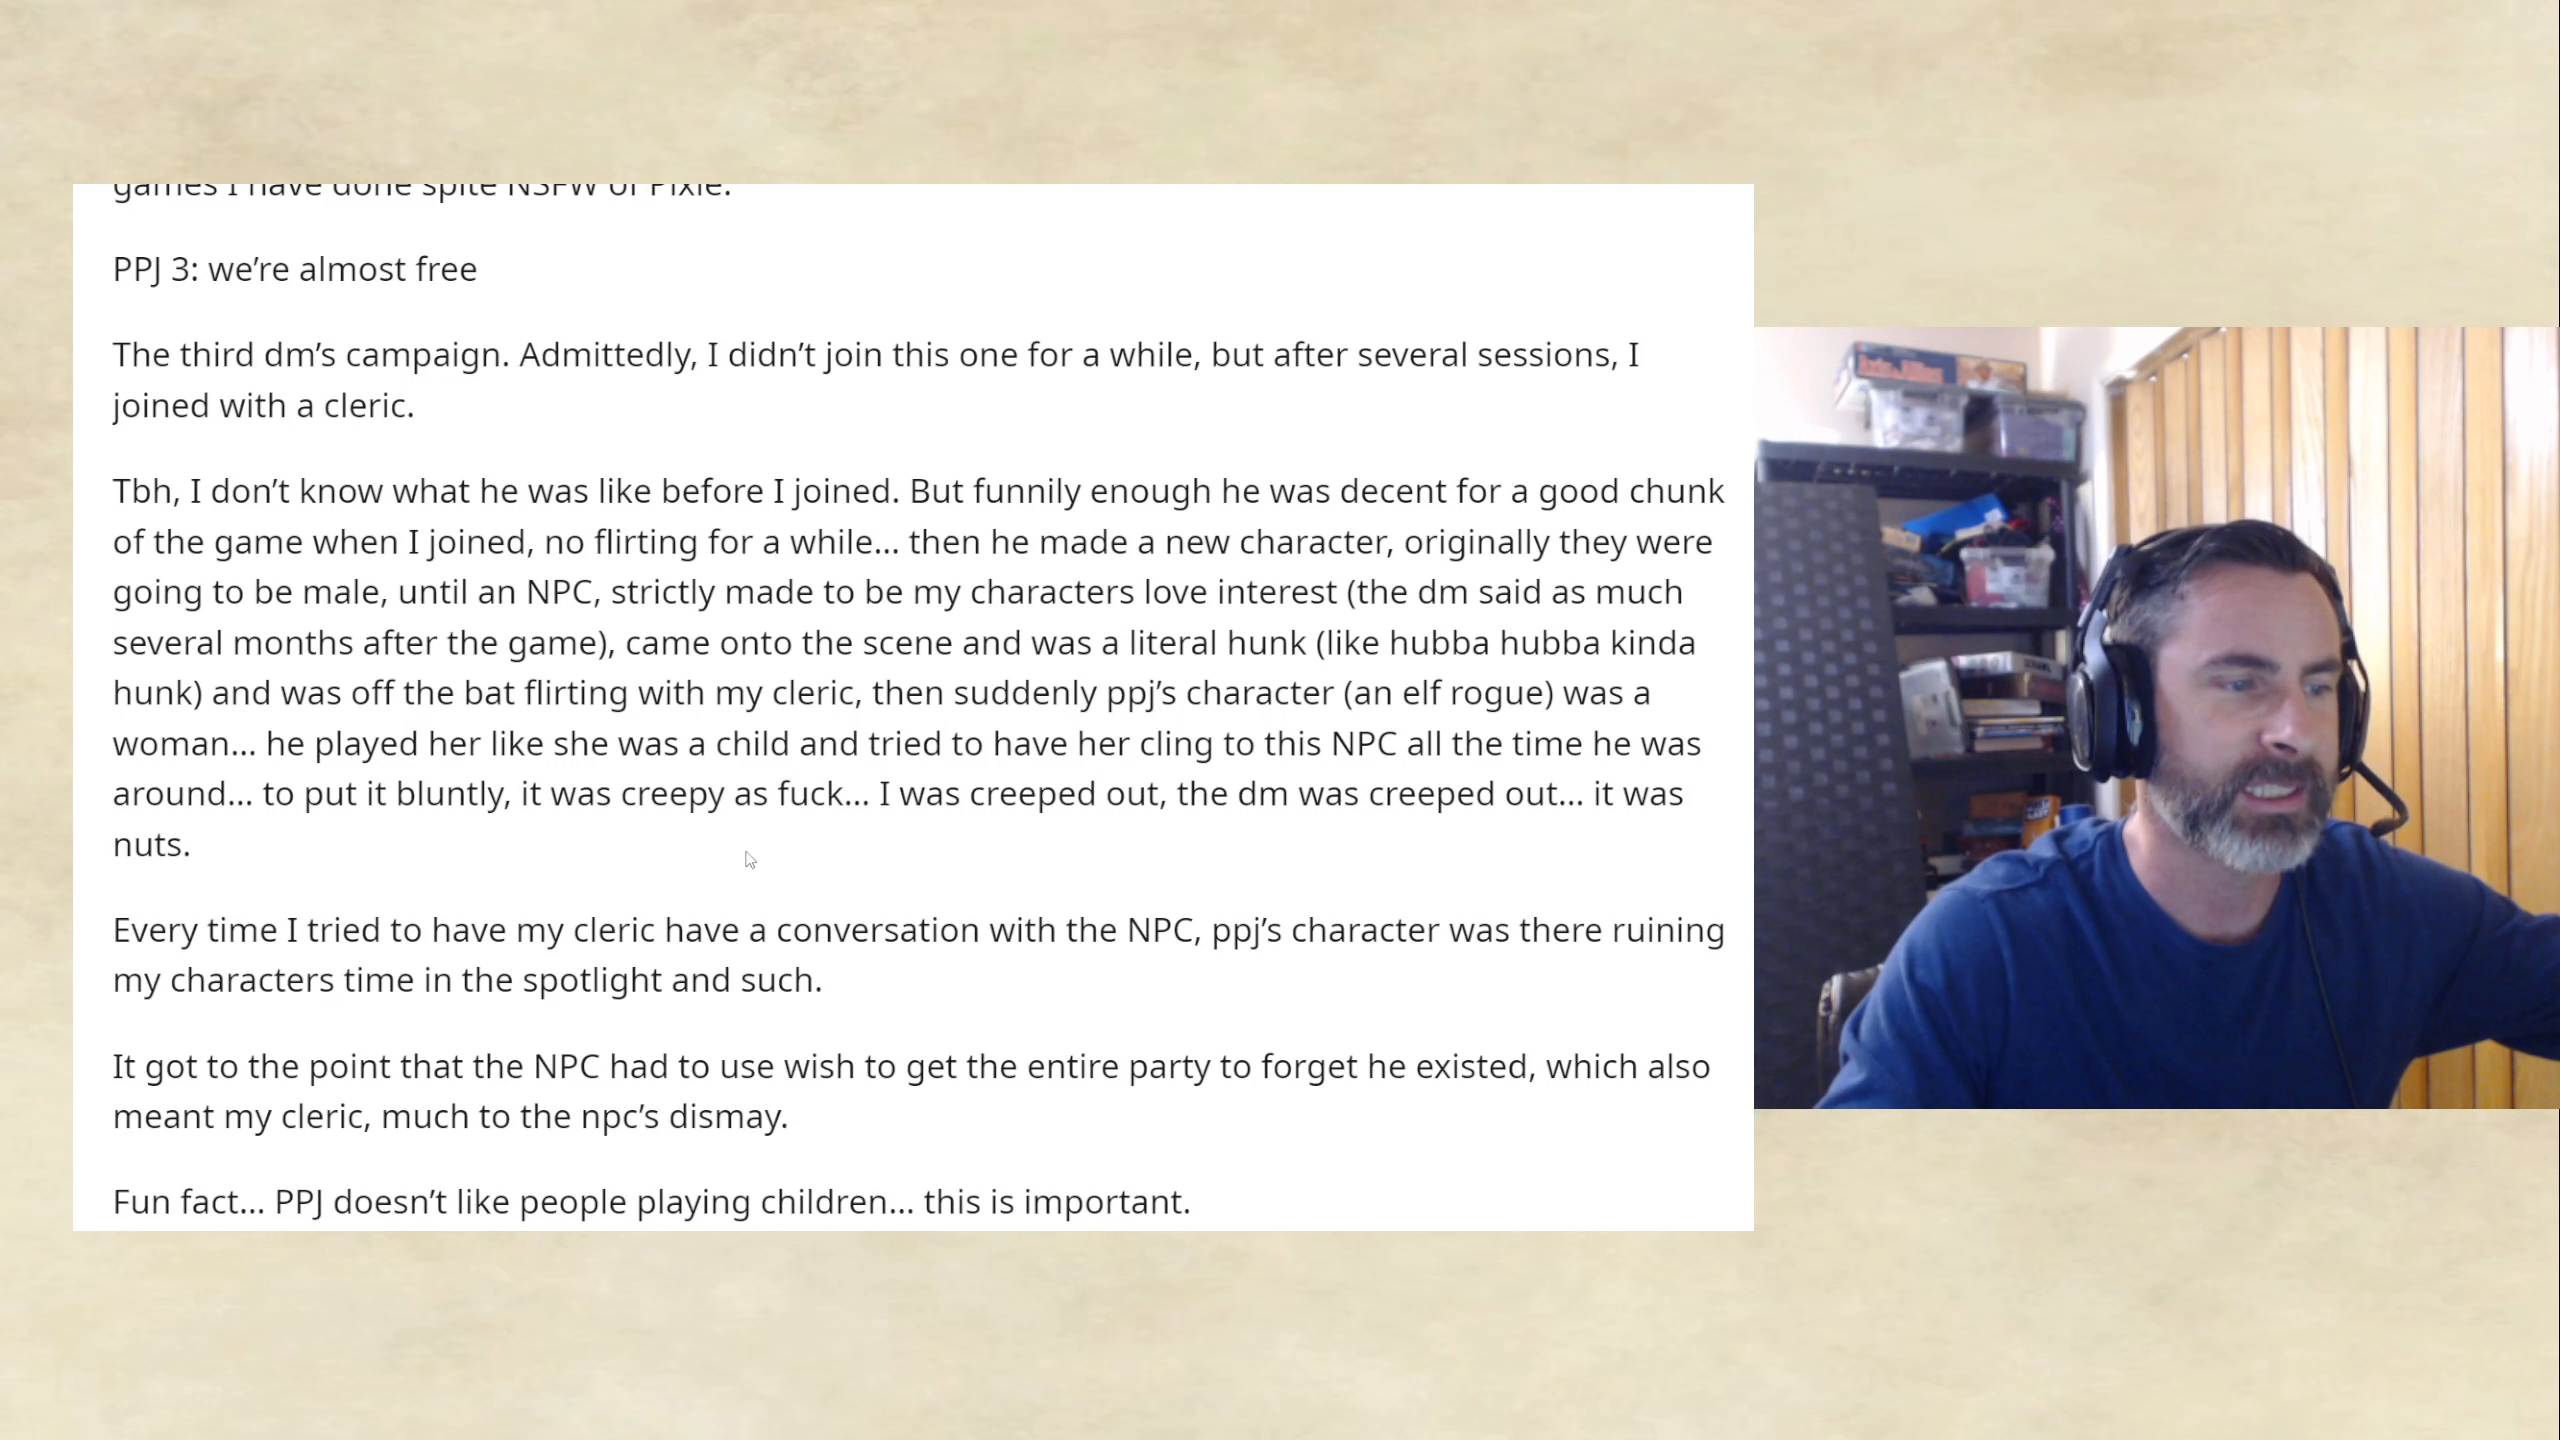 games I have done spite NSFW of Pixie.
PPJ 3: we’re almost free
The third dm’s campaign. Admittedly, I didn’t join this one for a while, but after several sessions, I
joined with a cleric.
Tbh, I don’t know what he was like before I joined. But funnily enough he was decent for a good chunk
of the game when I joined, no flirting for a while... then he made a new character, originally they were
going to be male, until an NPC, strictly made to be my characters love interest (the dm said as much
several months after the game), came onto the scene and was a literal hunk (like hubba hubba kinda
hunk) and was off the bat flirting with my cleric, then suddenly ppj’s character (an elf rogue) was a
woman... he played her like she was a child and tried to have her cling to this NPC all the time he was
around... to put it bluntly, it was creepy as fuck... I was creeped out, the dm was creeped out... it was
nuts.
Every time I tried to have my cleric have a conversation with the NPC, ppj’s character was there ruining
my characters time in the spotlight and such.
It got to the point that the NPC had to use wish to get the entire party to forget he existed, which also
meant my cleric, much to the npc’s dismay.
Fun fact... PPJ doesn’t like people playing children... this is important.
Axis & Allies